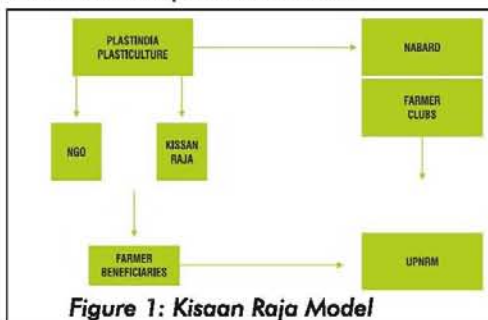 PLASTINDIA
PLASTICULTURE
NABARD
FARMER
CLUBS
NGO
KISSAN
RAJA
FARMER
BENEFICIARIES
UPNRM
Figure 1: Kisaan Raja Model